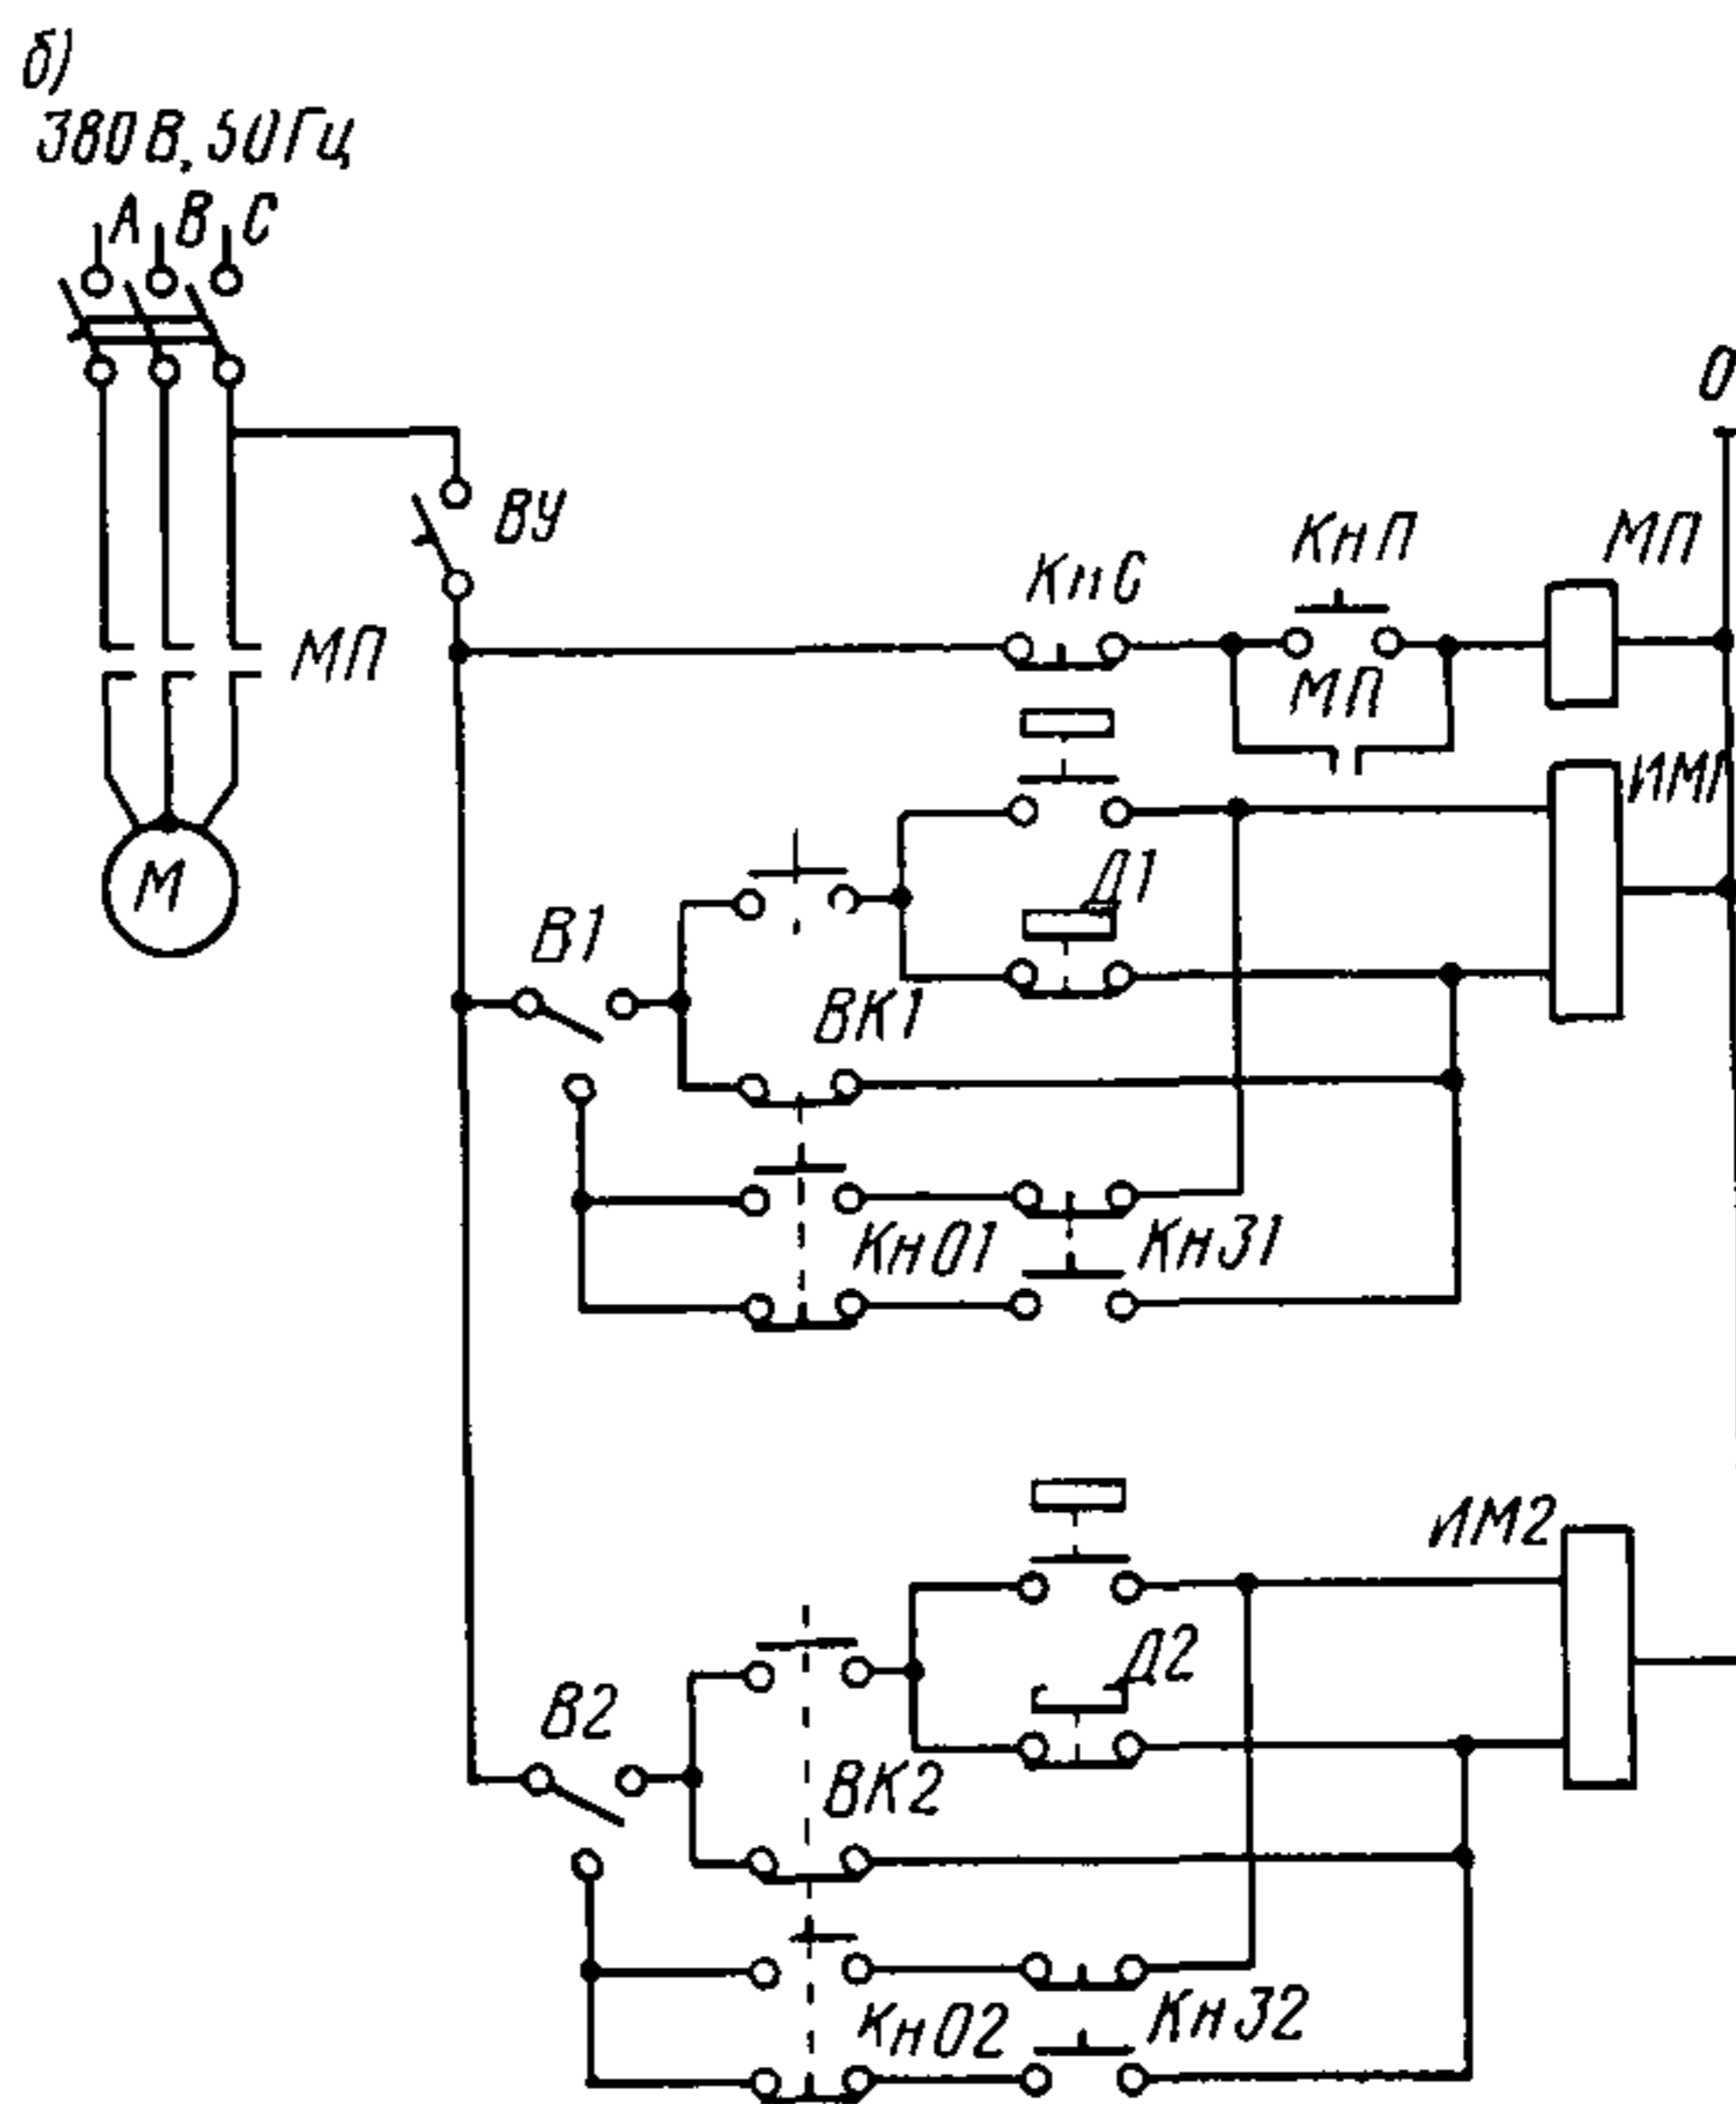 б)
380 В, 50 Гц
А В С
0
ВУ
КнС
КнП
МП
МП
МП
М
Д1
В1
ВК1
КнО1
КнЗ1
ИМ2
Д2
В2
ВК2
КнО2
КнЗ2